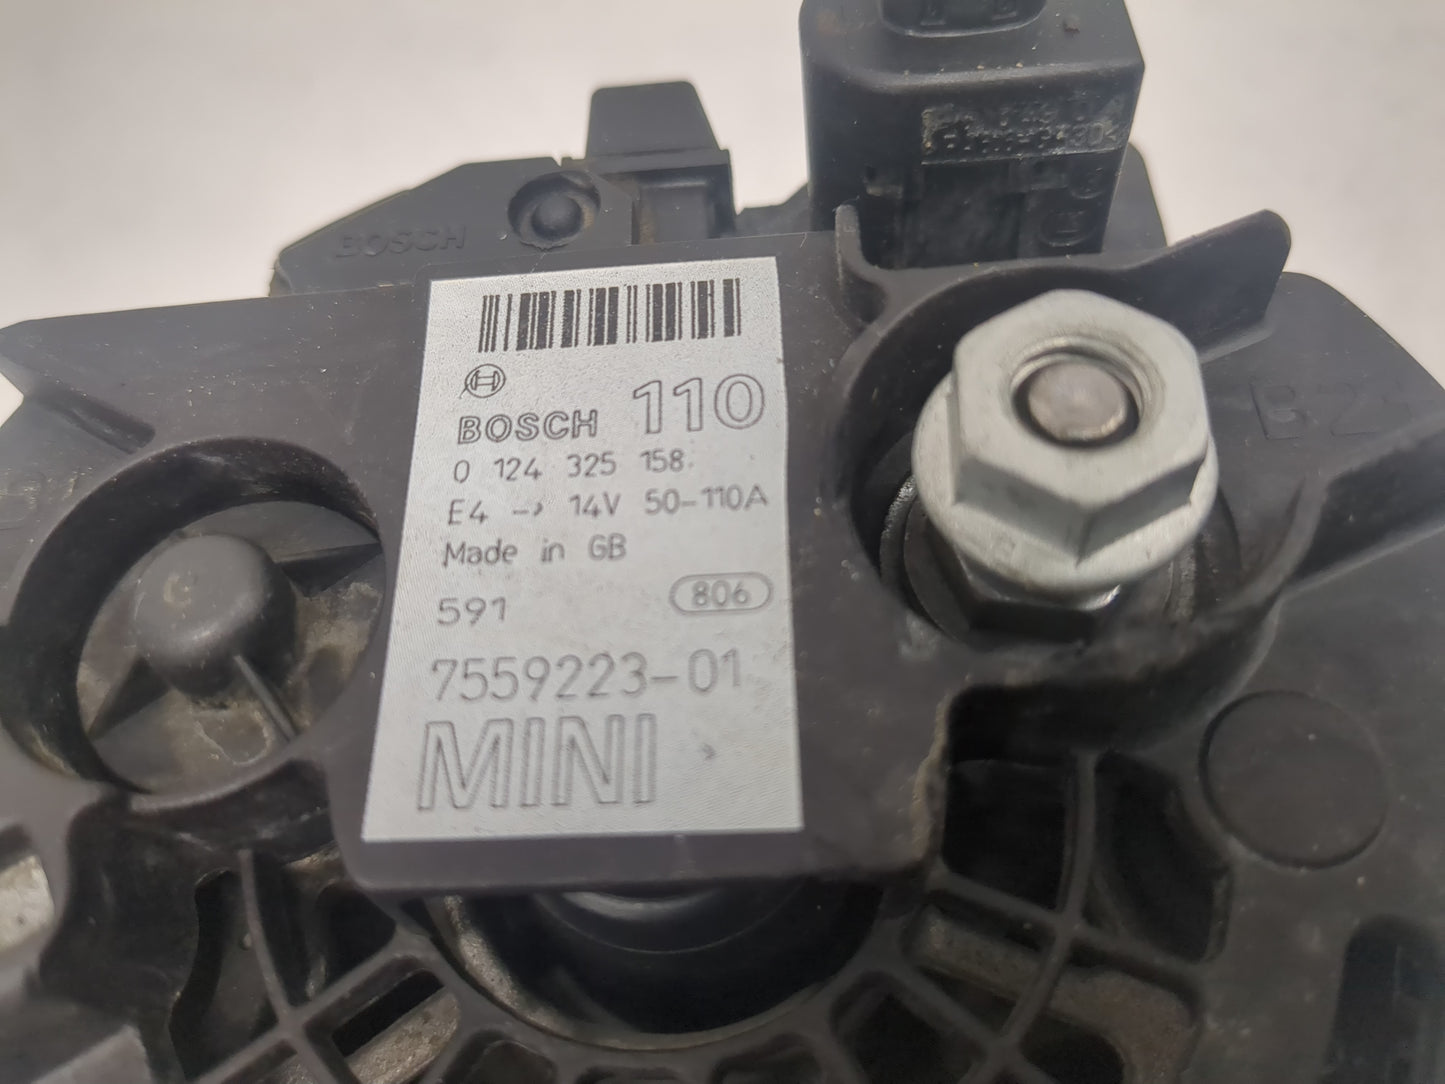 BOSCH
BOSCH 110
0 124 325 158
E4 -> 14V 50-110A
Made in GB
591 806
7559223-01
MINI